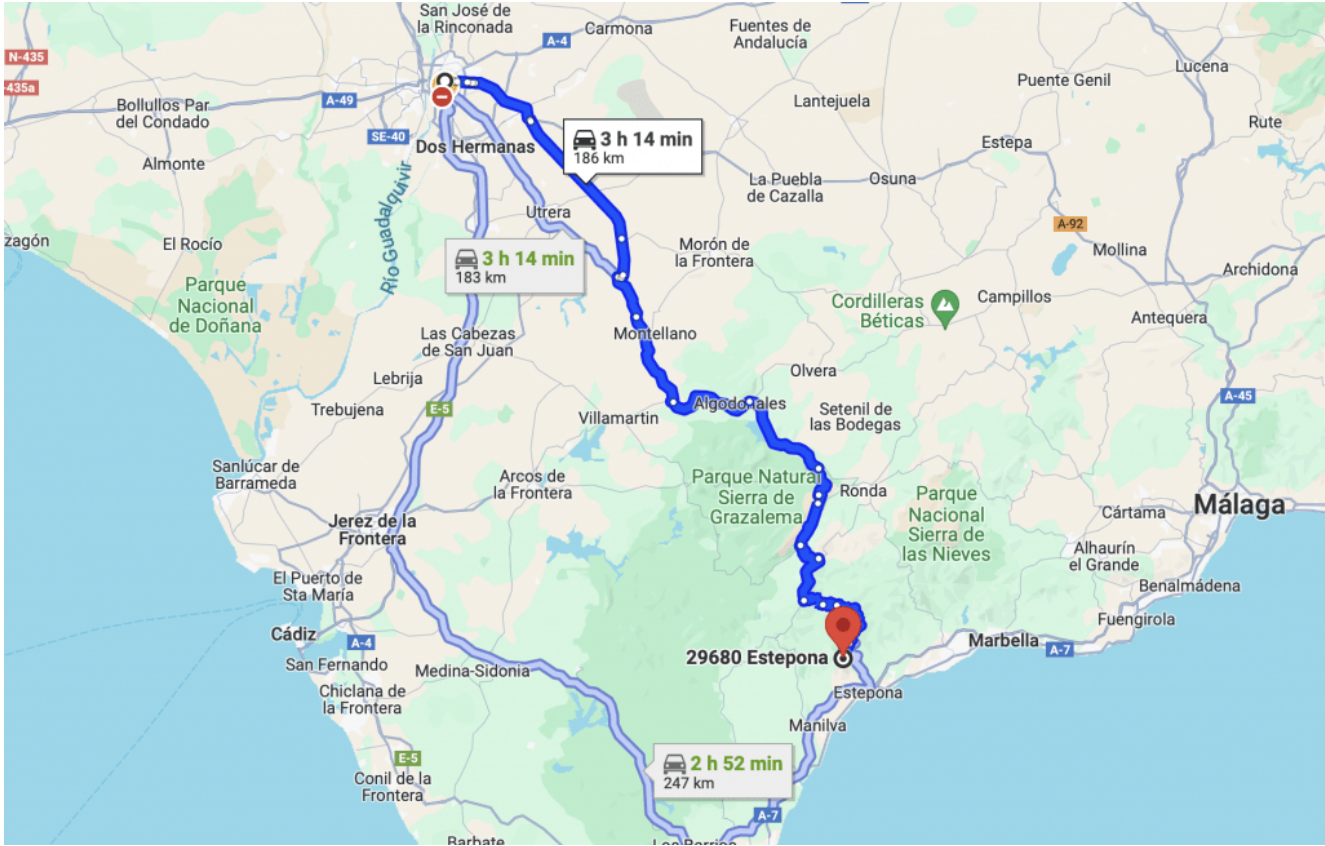 San José de
la Rinconada
Carmona
Fuentes de
Andalucía
A-4
N-435
-435a
Lucena
Puente Genil
A-49
Bollullos Par
del Condado
Lantejuela
Rute
SE-40
Dos Hermanas
3 h 14 min
186 km
Estepa
Almonte
La Puebla
de Cazalla
Osuna
Río Guadalquivir
Utrera
A-92
zagón
El Rocío
Morón de
la Frontera
Mollina
3 h 14 min
183 km
Archidona
Parque
Nacional
de Doñana
Cordilleras
Béticas
Campillos
Antequera
Las Cabezas
de San Juan
Montellano
Lebrija
Olvera
A-45
Trebujena
E-5
Villamartin
Algodonales
Setenil de
las Bodegas
Sanlúcar de
Barrameda
Arcos de
la Frontera
Parque Natural
Sierra de
Grazalema
Ronda
Parque
Nacional
Sierra de
las Nieves
Málaga
Cártama
Jerez de la
Frontera
Alhaurín
el Grande
El Puerto de
Sta María
Benalmádena
Fuengirola
Cádiz
A-4
Marbella
A-7
San Fernando
Medina-Sidonia
29680 Estepona
Chiclana de
la Frontera
Estepona
Manilva
E-5
2 h 52 min
247 km
Conil de la
Frontera
A-7
Barbate
Los Barrios